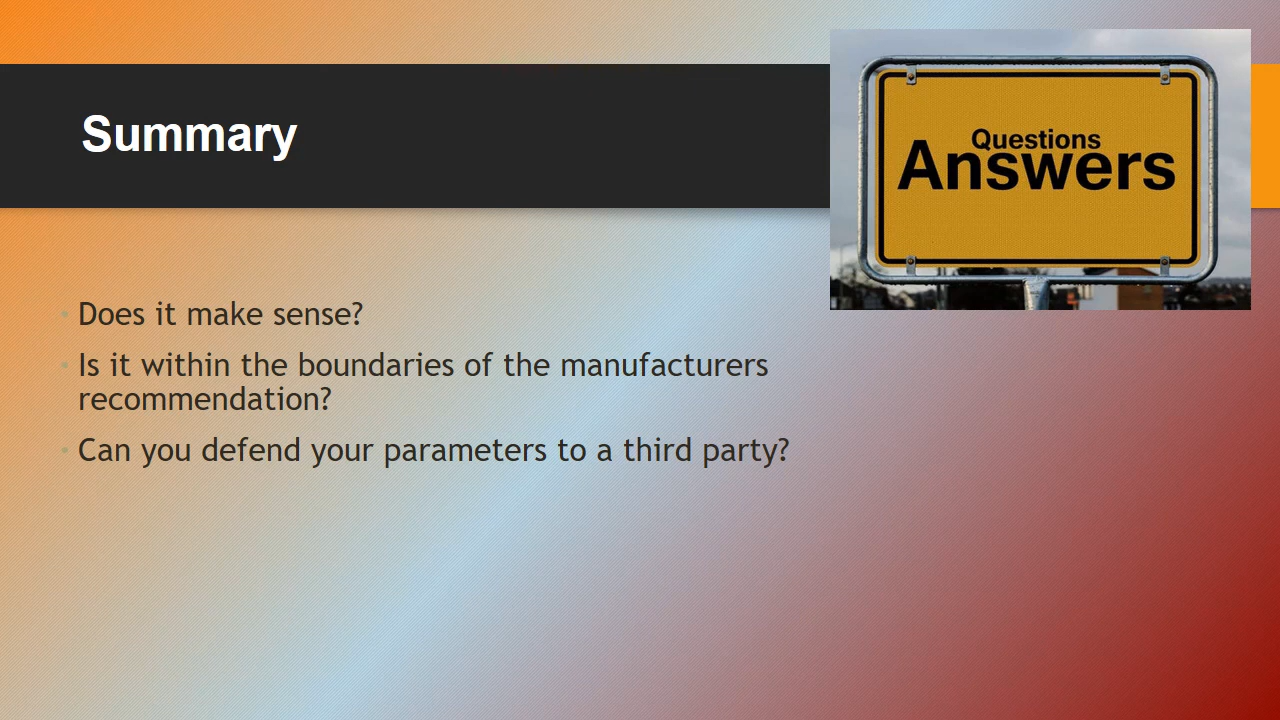 Summary
Questions
Answers
Does it make sense?
Is it within the boundaries of the manufacturers
recommendation?
Can you defend your parameters to a third party?